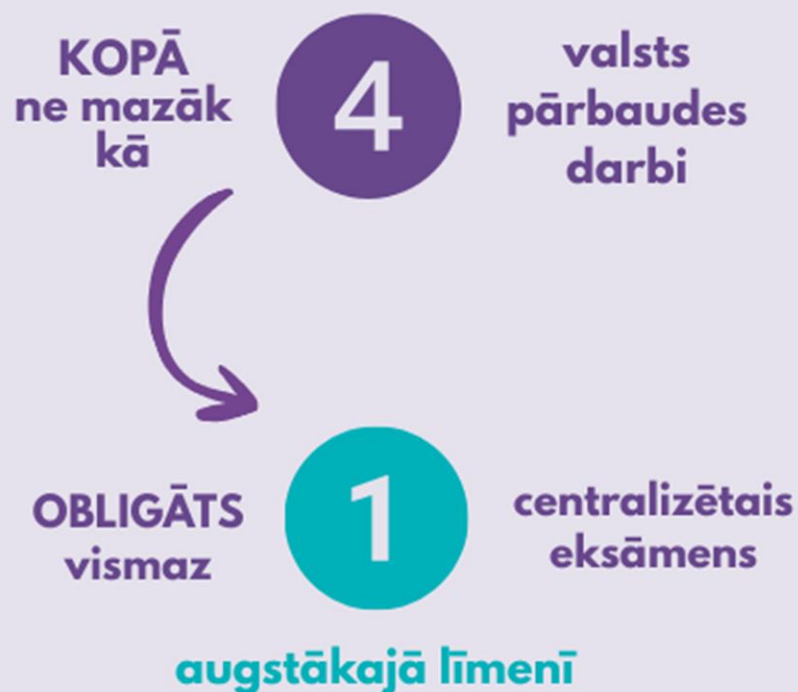 KOPĀ
ne mazāk
kā
4
valsts
pārbaudes
darbi
OBLIGĀTS
vismaz
1
centralizētais
eksāmens
augstākajā līmenī